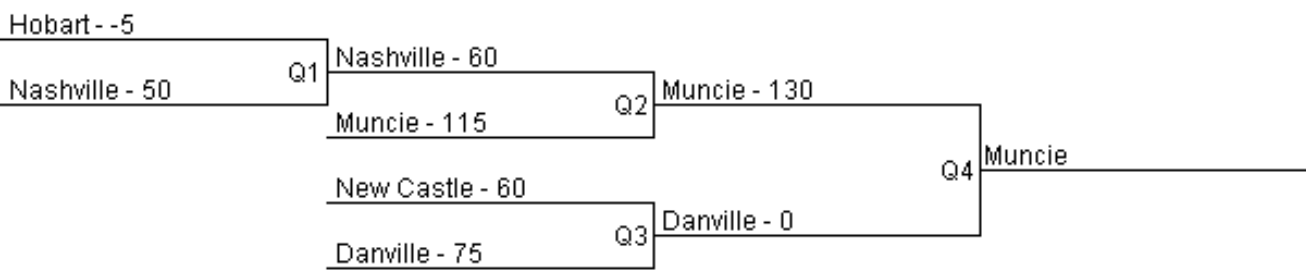 Hobart - -5
Nashville - 50
Q1
Nashville - 60
Muncie - 115
Q2
New Castle - 60
Danville - 75
Q3
Muncie - 130
Danville - 0
Q4
Muncie